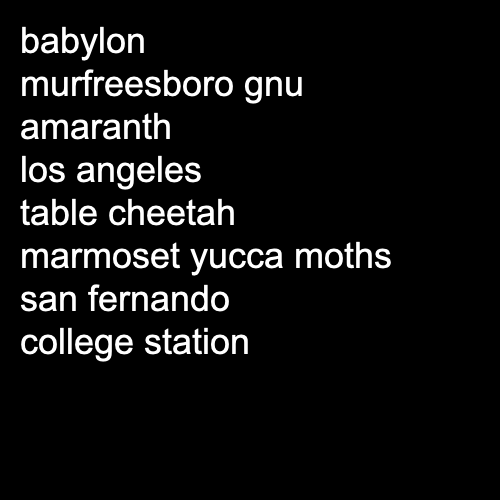 babylon
murfreesboro gnu
amaranth
los angeles
table cheetah
marmoset yucca moths
san fernando
college station